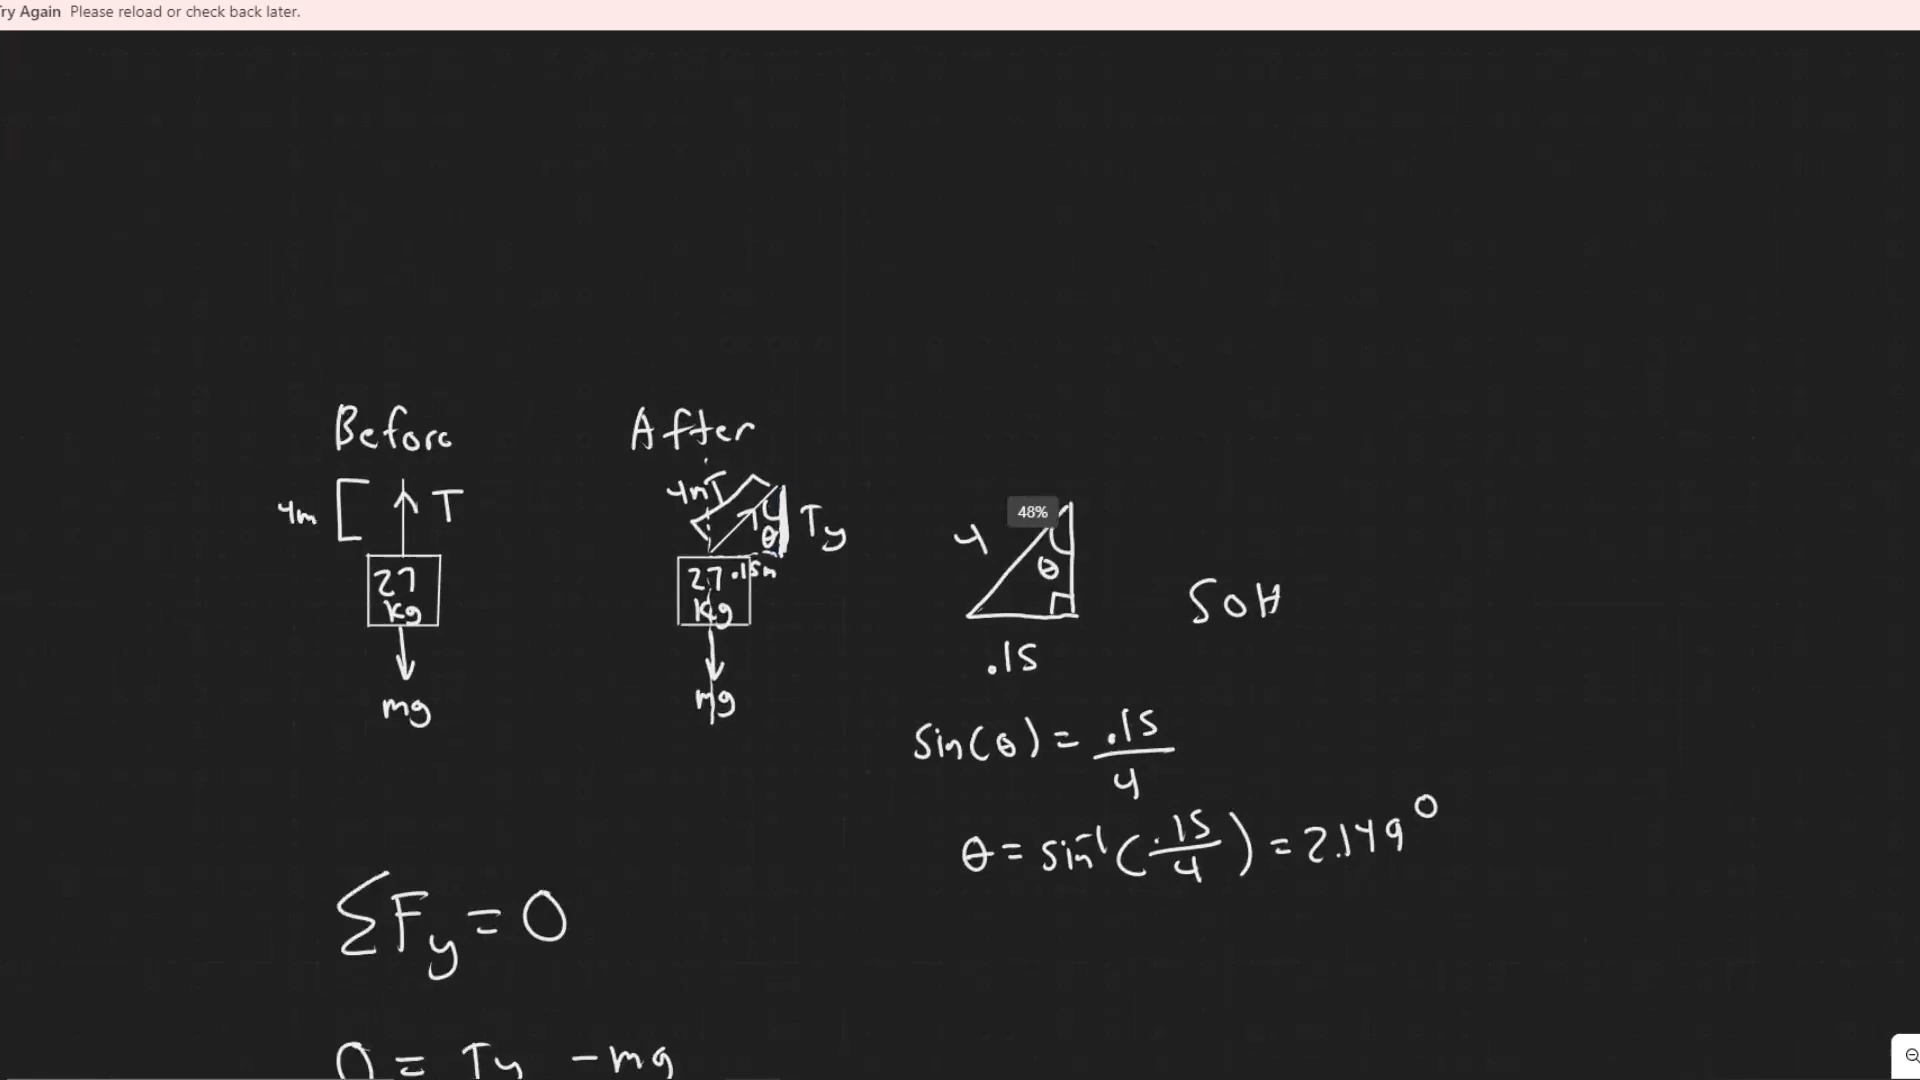 ry Again Please reload or check back later.
Before
After
4m
T
4m T
θ
Ty
27
kg
27
kg
.15m
mg
mg
4
48%
θ
.15
SOH
sin(θ) = .15/4
θ = sin⁻¹(.15/4) = 2.149°
ΣFy = 0
0 = Ty - mg